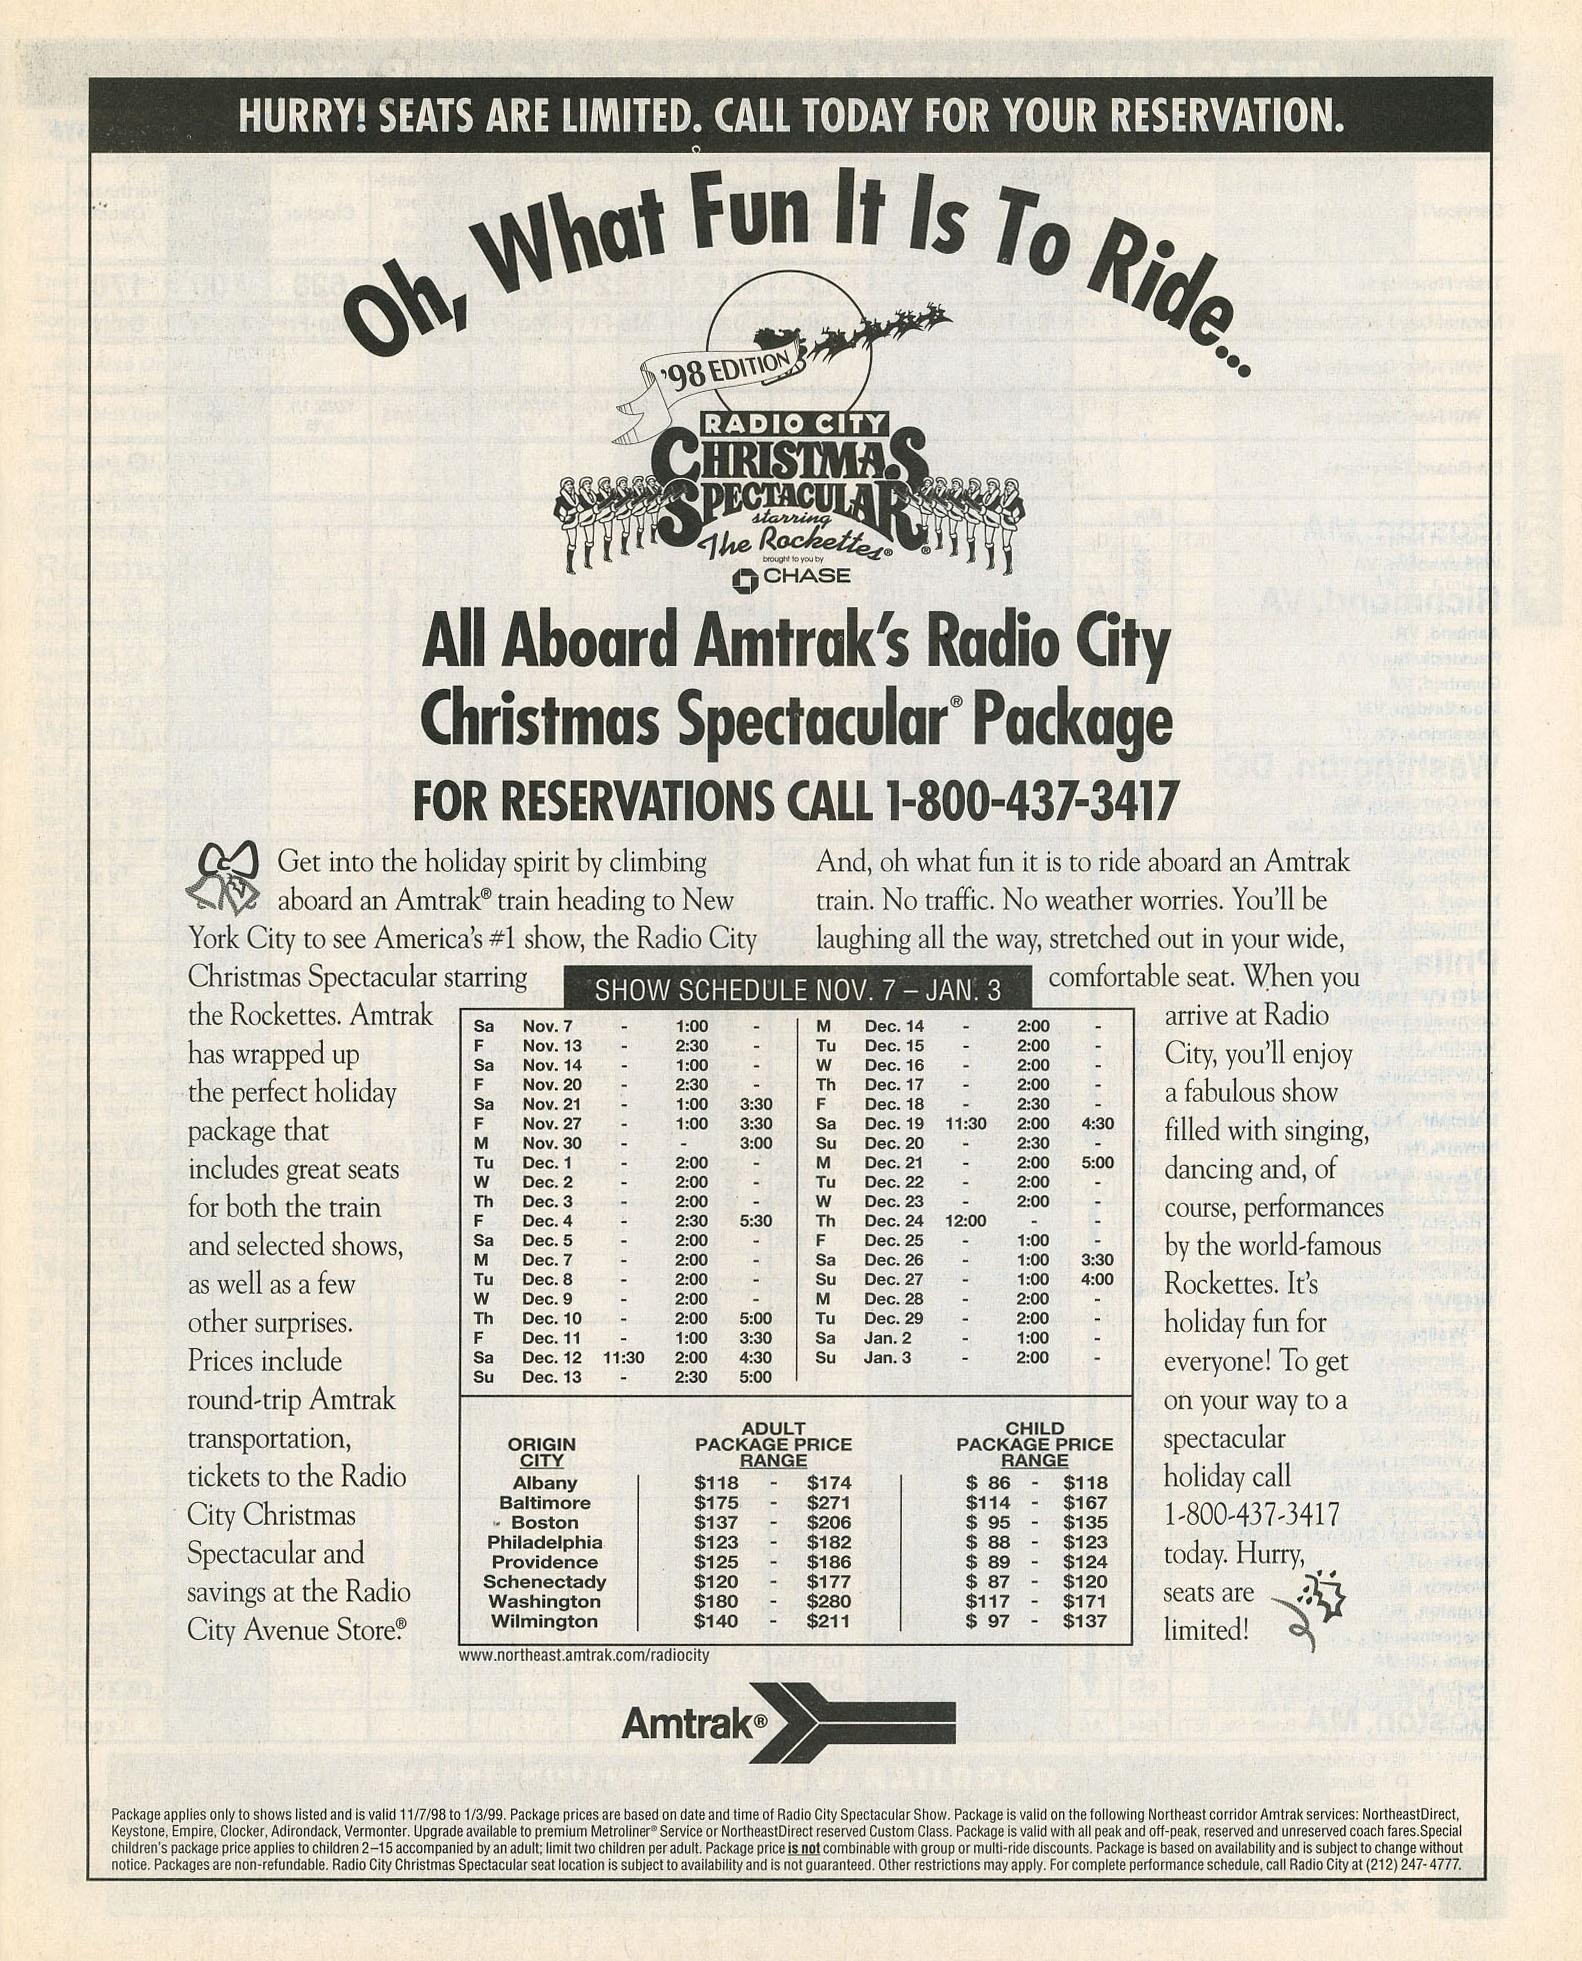 HURRY! SEATS ARE LIMITED. CALL TODAY FOR YOUR RESERVATION.
Oh, What Fun It Is To Ride...
'98 EDITION
RADIO CITY
CHRISTMAS
SPECTACULAR®
starring
The Rockettes®
brought to you by
CHASE
All Aboard Amtrak's Radio City
Christmas Spectacular® Package
FOR RESERVATIONS CALL 1-800-437-3417
Get into the holiday spirit by climbing
aboard an Amtrak® train heading to New
York City to see America's #1 show, the Radio City
Christmas Spectacular starring
the Rockettes. Amtrak
has wrapped up
the perfect holiday
package that
includes great seats
for both the train
and selected shows,
as well as a few
other surprises.
Prices include
round-trip Amtrak
transportation,
tickets to the Radio
City Christmas
Spectacular and
savings at the Radio
City Avenue Store.®
And, oh what fun it is to ride aboard an Amtrak
train. No traffic. No weather worries. You'll be
laughing all the way, stretched out in your wide,
comfortable seat. When you
arrive at Radio
City, you'll enjoy
a fabulous show
filled with singing,
dancing and, of
course, performances
by the world-famous
Rockettes. It's
holiday fun for
everyone! To get
on your way to a
spectacular
holiday call
1-800-437-3417
today. Hurry,
seats are
limited!
SHOW SCHEDULE NOV. 7 – JAN. 3
Sa Nov. 7 - 1:00 -
F Nov. 13 - 2:30 -
Sa Nov. 14 - 1:00 -
F Nov. 20 - 2:30 -
Sa Nov. 21 - 1:00 3:30
F Nov. 27 - 1:00 3:30
M Nov. 30 - - 3:00
Tu Dec. 1 - 2:00 -
W Dec. 2 - 2:00 -
Th Dec. 3 - 2:00 -
F Dec. 4 - 2:30 5:30
Sa Dec. 5 - 2:00 -
M Dec. 7 - 2:00 -
Tu Dec. 8 - 2:00 -
W Dec. 9 - 2:00 -
Th Dec. 10 - 2:00 5:00
F Dec. 11 - 1:00 3:30
Sa Dec. 12 11:30 2:00 4:30
Su Dec. 13 - 2:30 5:00
M Dec. 14 - 2:00 -
Tu Dec. 15 - 2:00 -
W Dec. 16 - 2:00 -
Th Dec. 17 - 2:00 -
F Dec. 18 - 2:30 -
Sa Dec. 19 11:30 2:00 4:30
Su Dec. 20 - 2:30 -
M Dec. 21 - 2:00 5:00
Tu Dec. 22 - 2:00 -
W Dec. 23 - 2:00 -
Th Dec. 24 12:00 - -
F Dec. 25 - 1:00 -
Sa Dec. 26 - 1:00 3:30
Su Dec. 27 - 1:00 4:00
M Dec. 28 - 2:00 -
Tu Dec. 29 - 2:00 -
Sa Jan. 2 - 1:00 -
Su Jan. 3 - 2:00 -
ADULT CHILD
ORIGIN PACKAGE PRICE PACKAGE PRICE
CITY RANGE RANGE
Albany $118 - $174 $ 86 - $118
Baltimore $175 - $271 $114 - $167
Boston $137 - $206 $ 95 - $135
Philadelphia $123 - $182 $ 88 - $123
Providence $125 - $186 $ 89 - $124
Schenectady $120 - $177 $ 87 - $120
Washington $180 - $280 $117 - $171
Wilmington $140 - $211 $ 97 - $137
www.northeast.amtrak.com/radiocity
Amtrak®
Package applies only to shows listed and is valid 11/7/98 to 1/3/99. Package prices are based on date and time of Radio City Spectacular Show. Package is valid on the following Northeast corridor Amtrak services: NortheastDirect,
Keystone, Empire, Clocker, Adirondack, Vermonter. Upgrade available to premium Metroliner® Service or NortheastDirect reserved Custom Class. Package is valid with all peak and off-peak, reserved and unreserved coach fares.Special
children's package price applies to children 2–15 accompanied by an adult; limit two children per adult. Package price is not combinable with group or multi-ride discounts. Package is based on availability and is subject to change without
notice. Packages are non-refundable. Radio City Christmas Spectacular seat location is subject to availability and is not guaranteed. Other restrictions may apply. For complete performance schedule, call Radio City at (212) 247-4777.